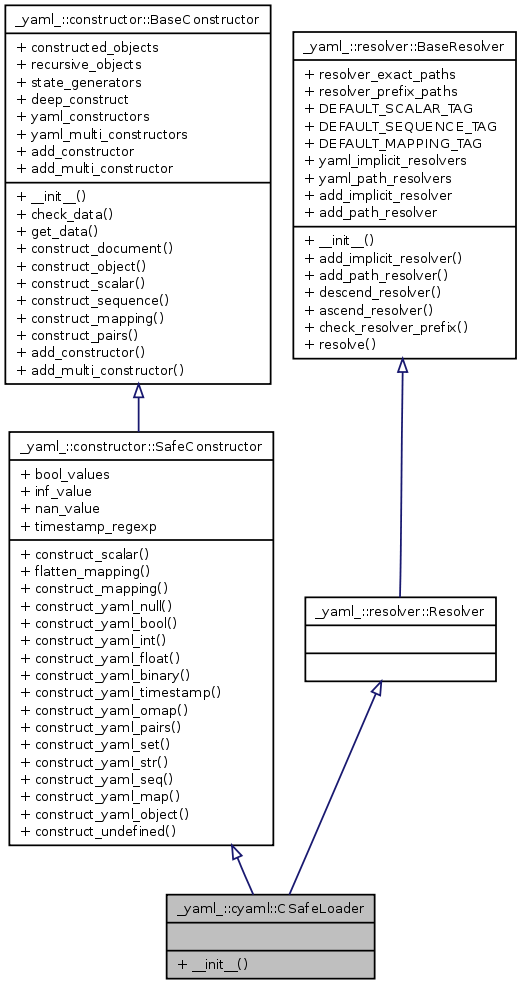 _yaml_::constructor::BaseConstructor
+ constructed_objects
+ recursive_objects
+ state_generators
+ deep_construct
+ yaml_constructors
+ yaml_multi_constructors
+ add_constructor
+ add_multi_constructor
+ __init__()
+ check_data()
+ get_data()
+ construct_document()
+ construct_object()
+ construct_scalar()
+ construct_sequence()
+ construct_mapping()
+ construct_pairs()
+ add_constructor()
+ add_multi_constructor()
_yaml_::resolver::BaseResolver
+ resolver_exact_paths
+ resolver_prefix_paths
+ DEFAULT_SCALAR_TAG
+ DEFAULT_SEQUENCE_TAG
+ DEFAULT_MAPPING_TAG
+ yaml_implicit_resolvers
+ yaml_path_resolvers
+ add_implicit_resolver
+ add_path_resolver
+ __init__()
+ add_implicit_resolver()
+ add_path_resolver()
+ descend_resolver()
+ ascend_resolver()
+ check_resolver_prefix()
+ resolve()
_yaml_::constructor::SafeConstructor
+ bool_values
+ inf_value
+ nan_value
+ timestamp_regexp
+ construct_scalar()
+ flatten_mapping()
+ construct_mapping()
+ construct_yaml_null()
+ construct_yaml_bool()
+ construct_yaml_int()
+ construct_yaml_float()
+ construct_yaml_binary()
+ construct_yaml_timestamp()
+ construct_yaml_omap()
+ construct_yaml_pairs()
+ construct_yaml_set()
+ construct_yaml_str()
+ construct_yaml_seq()
+ construct_yaml_map()
+ construct_yaml_object()
+ construct_undefined()
_yaml_::resolver::Resolver
_yaml_::cyaml::CSafeLoader
+ __init__()